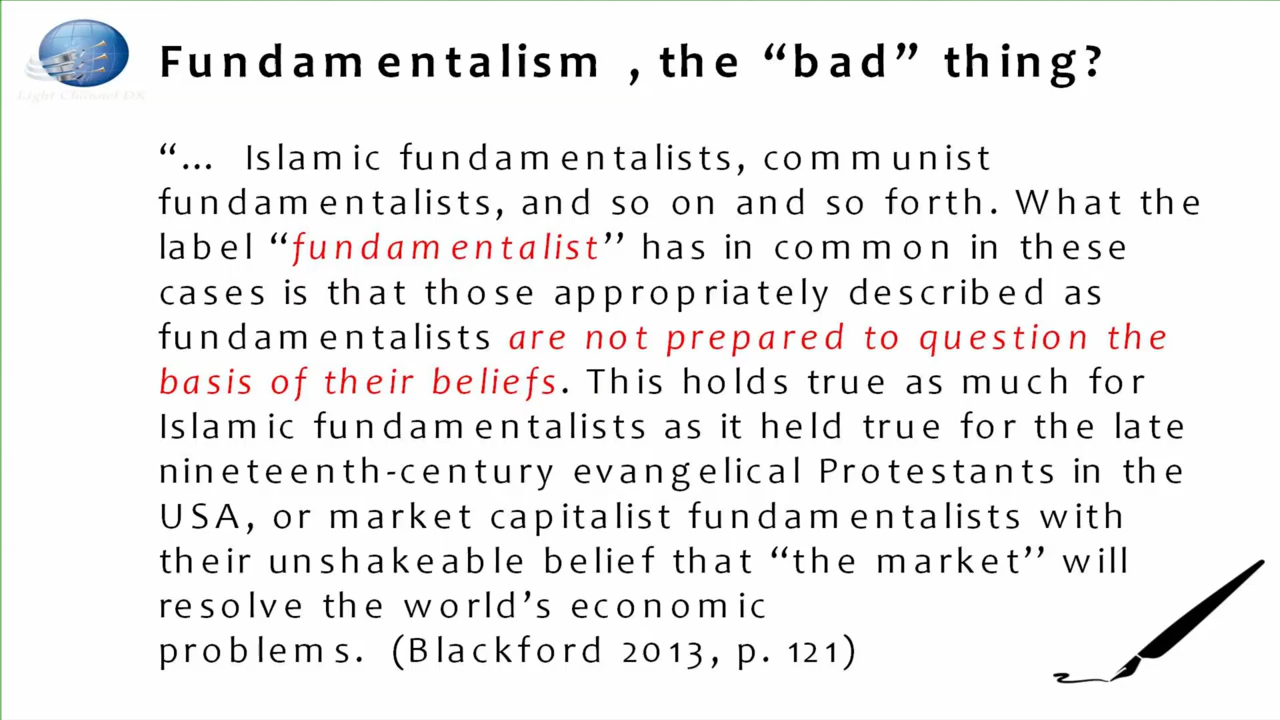 Light Channel DK
Fundamentalism , the “bad” thing?
“… Islamic fundamentalists, communist
fundamentalists, and so on and so forth. What the
label “fundamentalist’’ has in common in these
cases is that those appropriately described as
fundamentalists are not prepared to question the
basis of their beliefs. This holds true as much for
Islamic fundamentalists as it held true for the late
nineteenth-century evangelical Protestants in the
USA, or market capitalist fundamentalists with
their unshakeable belief that “the market’’ will
resolve the world’s economic
problems. (Blackford 2013, p. 121)